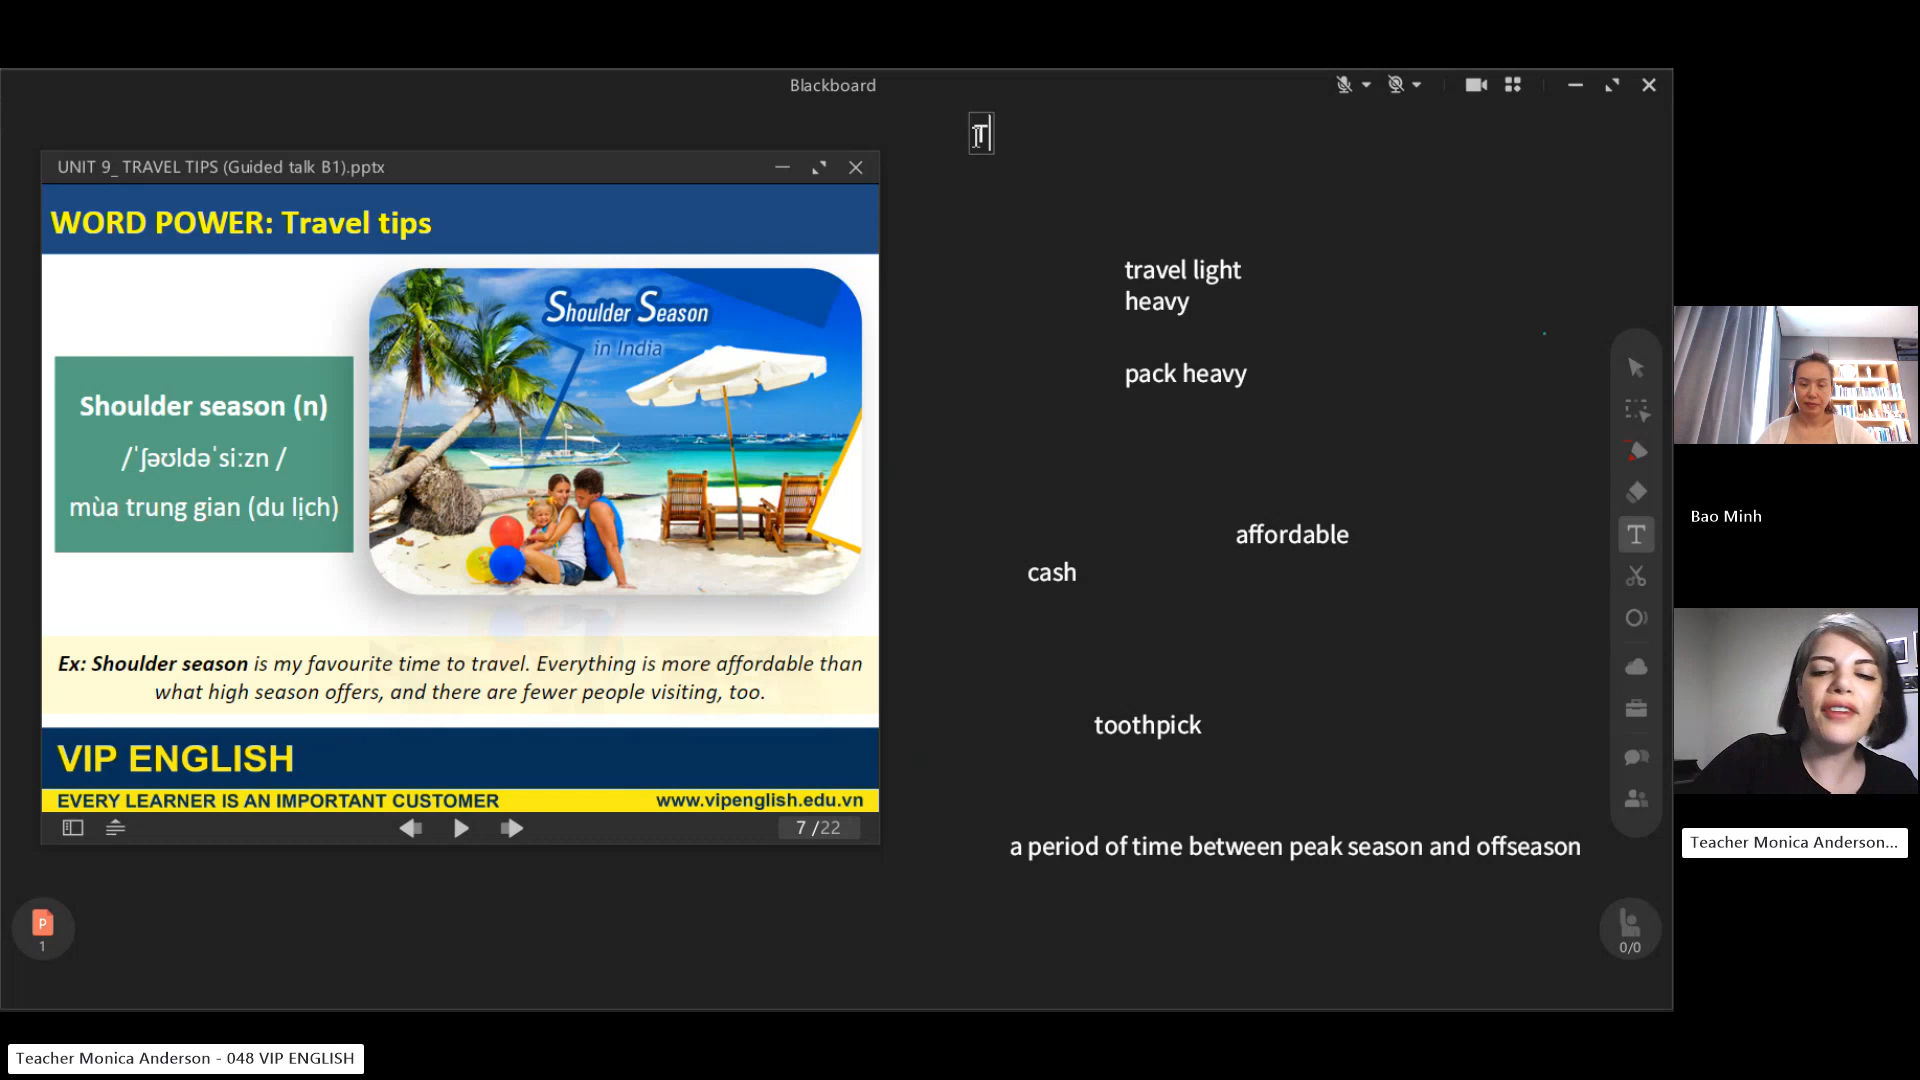 Blackboard
T
UNIT 9_ TRAVEL TIPS (Guided talk B1).pptx
WORD POWER: Travel tips
Shoulder Season
in India
Shoulder season (n)
/ˈʃəʊldəˈsiːzn /
mùa trung gian (du lịch)
Ex: Shoulder season is my favourite time to travel. Everything is more affordable than
what high season offers, and there are fewer people visiting, too.
VIP ENGLISH
EVERY LEARNER IS AN IMPORTANT CUSTOMER
www.vipenglish.edu.vn
7 /22
P
1
travel light
heavy
pack heavy
affordable
cash
toothpick
a period of time between peak season and offseason
T
0/0
Bao Minh
Teacher Monica Anderson...
Teacher Monica Anderson - 048 VIP ENGLISH